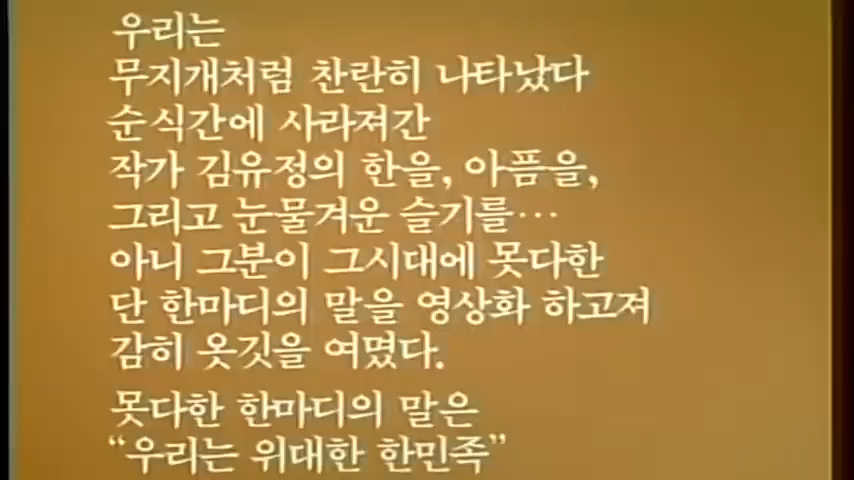 우리는
무지개처럼 찬란히 나타났다
순식간에 사라져간
작가 김유정의 한을, 아픔을,
그리고 눈물겨운 슬기를…
아니 그분이 그시대에 못다한
단 한마디의 말을 영상화 하고져
감히 옷깃을 여몄다.
못다한 한마디의 말은
“우리는 위대한 한민족”